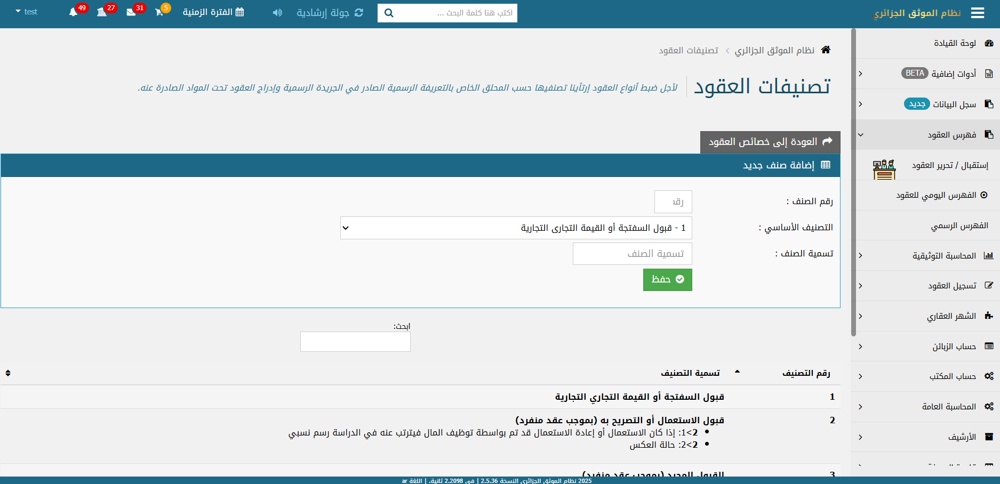 نظام الموثق الجزائري
اكتب هنا كلمة البحث ...
جولة إرشادية
الفترة الزمنية
5
31
27
49
test
لوحة القيادة
أدوات إضافية BETA
سجل البيانات جديد
فهرس العقود
إستقبال / تحرير العقود
الفهرس اليومي للعقود
الفهرس الرسمي
المحاسبة التوثيقية
تسجيل العقود
الشهر العقاري
حساب الزبائن
حساب المكتب
المحاسبة العامة
الأرشيف
نظام الموثق الجزائري > تصنيفات العقود
تصنيفات العقود
لأجل ضبط أنواع العقود إرتأينا تصنفيها حسب المحلق الخاص بالتعريفة الرسمية الصادر في الجريدة الرسمية وإدراج العقود تحت المواد الصادرة عنه.
العودة إلى خصائص العقود
إضافة صنف جديد
رقم الصنف :
رقم
التصنيف الأساسي :
1 - قبول السفتجة أو القيمة التجارى التجارية
تسمية الصنف :
تسمية الصنف
حفظ
ابحث:
رقم التصنيف
تسمية التصنيف
1
قبول السفتجة أو القيمة التجاري التجارية
2
قبول الاستعمال أو التصريح به (بموجب عقد منفرد)
2>1: إذا كان الاستعمال أو إعادة الاستعمال قد تم بواسطة توظيف المال فيترتب عنه في الدراسة رسم نسبي
2>2: حالة العكس
3
القبول المجرد (بموجب عقد منفرد)
2025 نظام الموثق الجزائري النسخة 2.5.36 | في 2.2098 ثانية. | اللغة ar